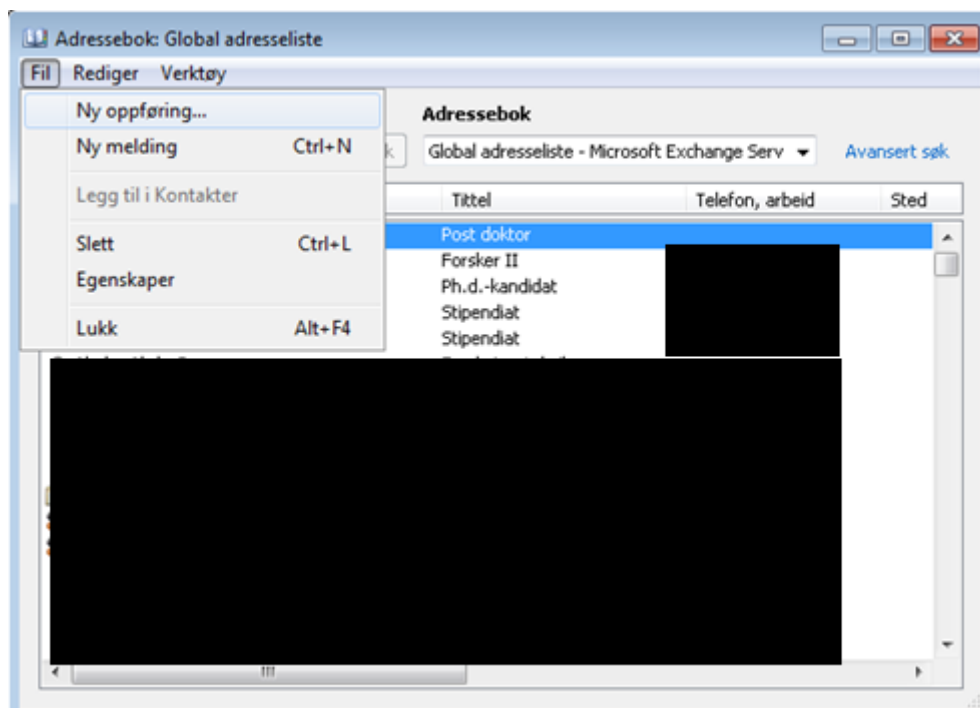 Adressebok: Global adresseliste
Fil Rediger Verktøy
Ny oppføring...
Ny melding Ctrl+N
Legg til i Kontakter
Slett Ctrl+L
Egenskaper
Lukk Alt+F4
Adressebok
Global adresseliste - Microsoft Exchange Serv Avansert søk
Tittel Telefon, arbeid Sted
Post doktor
Forsker II
Ph.d.-kandidat
Stipendiat
Stipendiat